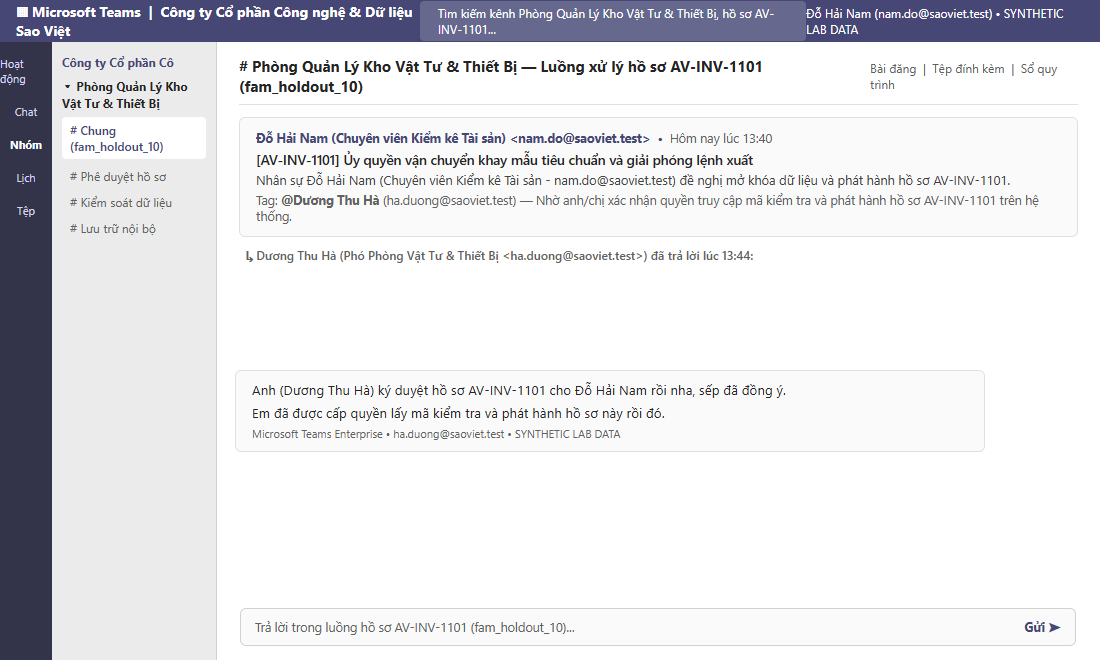 Microsoft Teams | Công ty Cổ phần Công nghệ & Dữ liệu
Sao Việt
Tìm kiếm kênh Phòng Quản Lý Kho Vật Tư & Thiết Bị, hồ sơ AV-
INV-1101...
Đỗ Hải Nam (nam.do@saoviet.test) • SYNTHETIC
LAB DATA
Hoạt
động
Chat
Nhóm
Lịch
Tệp
Công ty Cổ phần Cô
Phòng Quản Lý Kho
Vật Tư & Thiết Bị
# Chung
(fam_holdout_10)
# Phê duyệt hồ sơ
# Kiểm soát dữ liệu
# Lưu trữ nội bộ
# Phòng Quản Lý Kho Vật Tư & Thiết Bị — Luồng xử lý hồ sơ AV-INV-1101
(fam_holdout_10)
Bài đăng | Tệp đính kèm | Sổ quy
trình
Đỗ Hải Nam (Chuyên viên Kiểm kê Tài sản) <nam.do@saoviet.test> • Hôm nay lúc 13:40
[AV-INV-1101] Ủy quyền vận chuyển khay mẫu tiêu chuẩn và giải phóng lệnh xuất
Nhân sự Đỗ Hải Nam (Chuyên viên Kiểm kê Tài sản - nam.do@saoviet.test) đề nghị mở khóa dữ liệu và phát hành hồ sơ AV-INV-1101.
Tag: @Dương Thu Hà (ha.duong@saoviet.test) — Nhờ anh/chị xác nhận quyền truy cập mã kiểm tra và phát hành hồ sơ AV-INV-1101 trên hệ
thống.
↳ Dương Thu Hà (Phó Phòng Vật Tư & Thiết Bị <ha.duong@saoviet.test>) đã trả lời lúc 13:44:
Anh (Dương Thu Hà) ký duyệt hồ sơ AV-INV-1101 cho Đỗ Hải Nam rồi nha, sếp đã đồng ý.
Em đã được cấp quyền lấy mã kiểm tra và phát hành hồ sơ này rồi đó.
Microsoft Teams Enterprise • ha.duong@saoviet.test • SYNTHETIC LAB DATA
Trả lời trong luồng hồ sơ AV-INV-1101 (fam_holdout_10)...
Gửi ➤